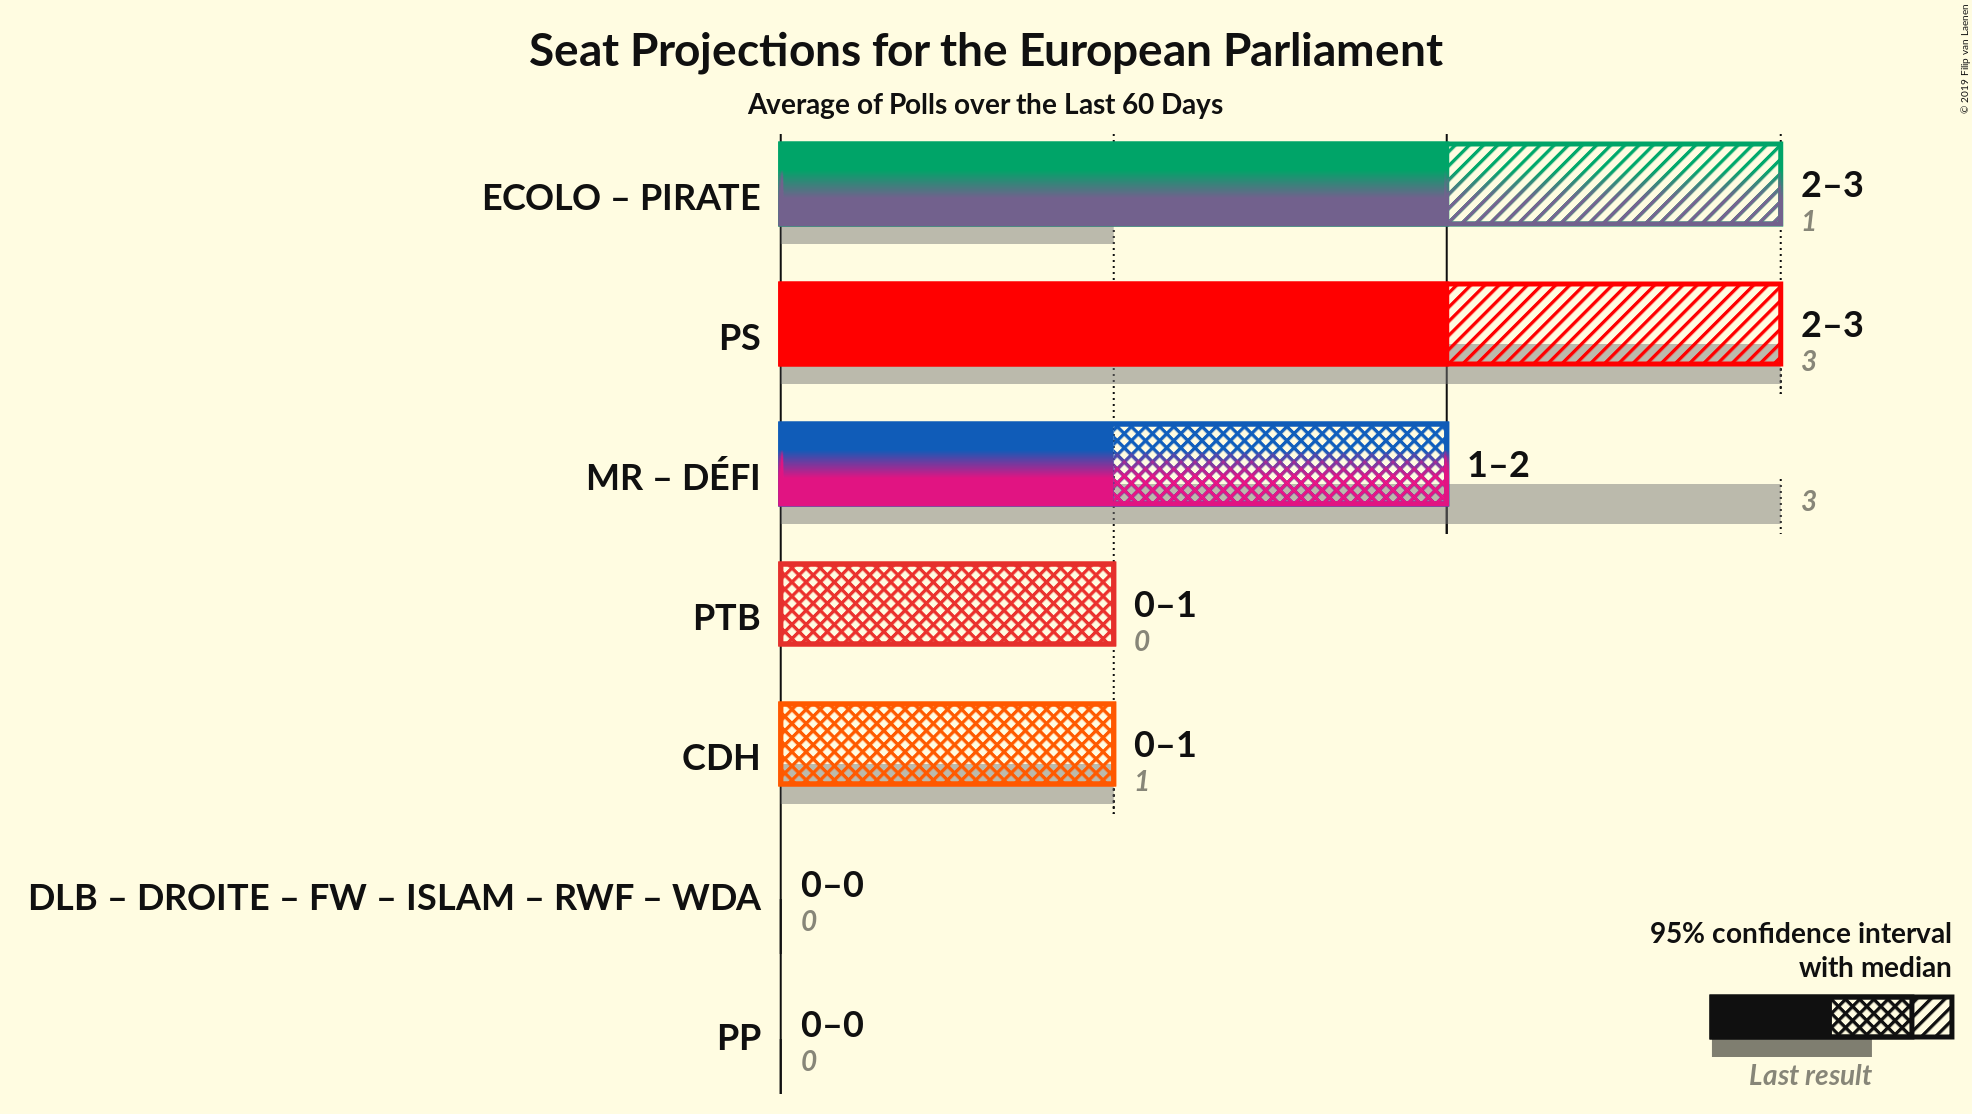 Seat Projections for the European Parliament
Average of Polls over the Last 60 Days
© 2019 Filip van Laenen
ECOLO – PIRATE
2–3
1
PS
2–3
3
MR – DÉFI
1–2
3
PTB
0–1
0
CDH
0–1
1
DLB – DROITE – FW – ISLAM – RWF – WDA
0–0
0
PP
0–0
0
95% confidence interval
with median
Last result